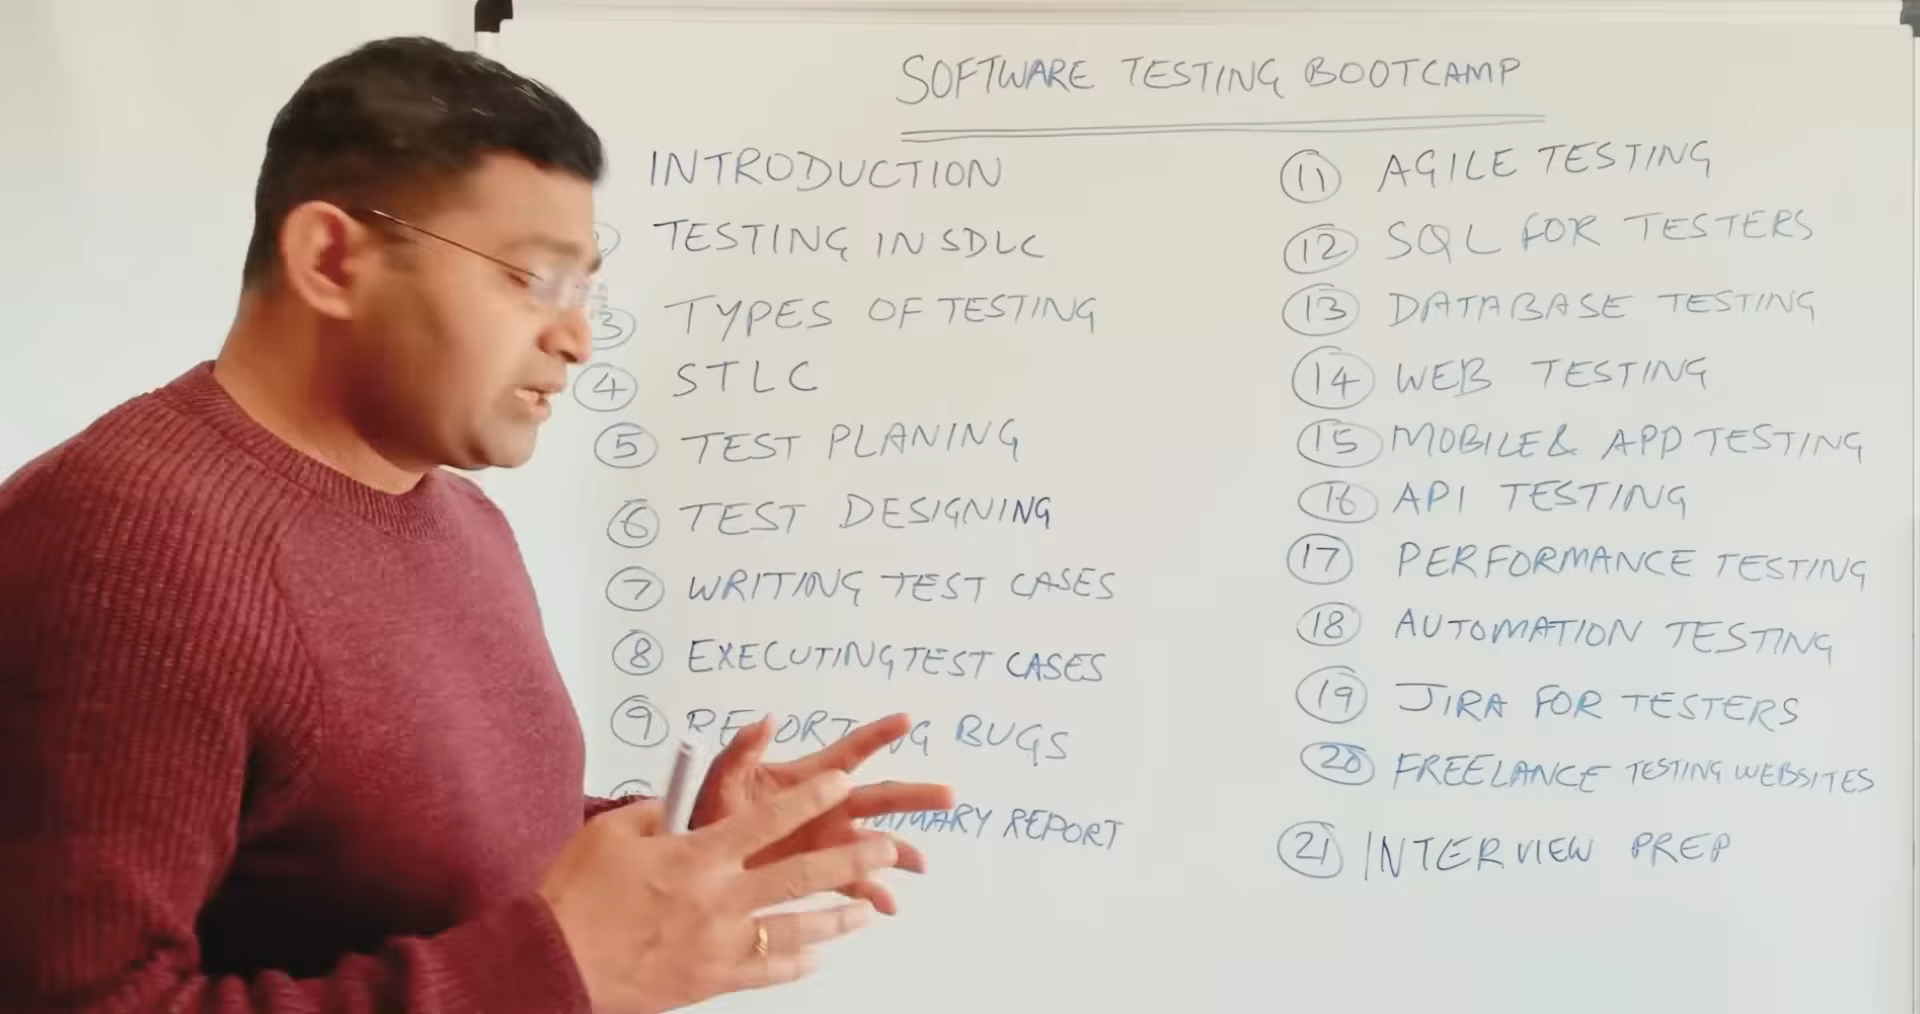 SOFTWARE TESTING BOOTCAMP
INTRODUCTION
TESTING IN SDLC
3 TYPES OF TESTING
4 STLC
5 TEST PLANING
6 TEST DESIGNING
7 WRITING TEST CASES
8 EXECUTING TEST CASES
9 BUGS
REPORT
11 AGILE TESTING
12 SQL FOR TESTERS
13 DATABASE TESTING
14 WEB TESTING
15 MOBILE & APP TESTING
16 API TESTING
17 PERFORMANCE TESTING
18 AUTOMATION TESTING
19 JIRA FOR TESTERS
20 FREELANCE TESTING WEBSITES
21 INTERVIEW PREP